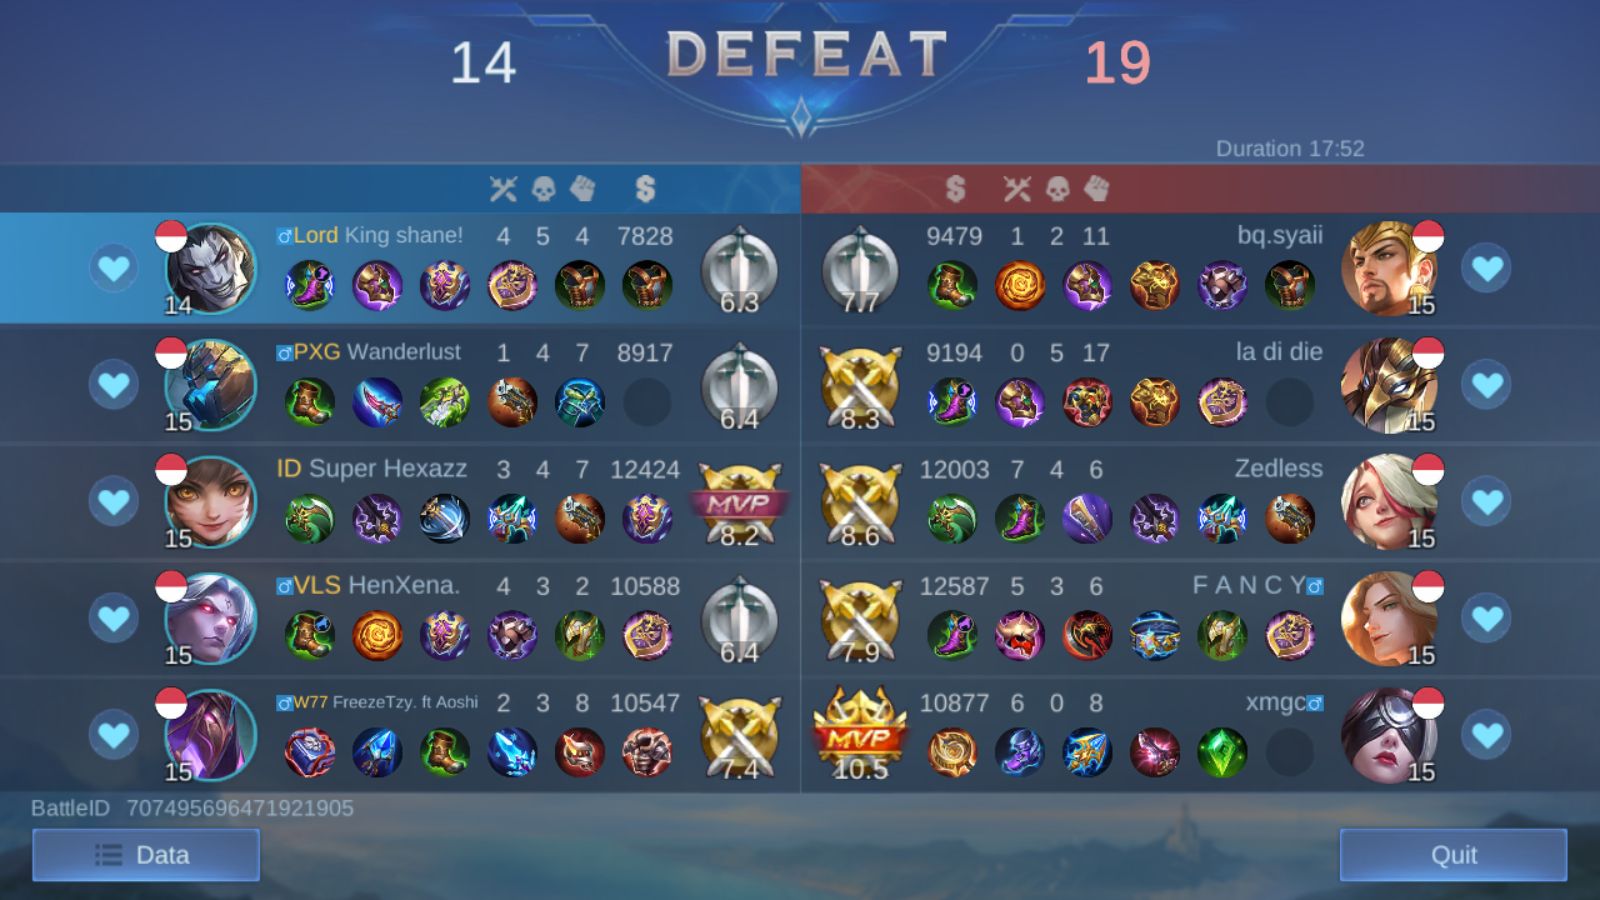 14 DEFEAT 19
Duration 17:52
14 Lord King shane! 4 5 4 7828 6.3
7.7 9479 1 2 11 bq.syaii 15
15 PXG Wanderlust 1 4 7 8917 6.4
8.3 9194 0 5 17 la di die 15
15 ID Super Hexazz 3 4 7 12424 MVP 8.2
8.6 12003 7 4 6 Zedless 15
15 VLS HenXena. 4 3 2 10588 6.4
7.9 12587 5 3 6 F A N C Y 15
15 W77 FreezeTzy. ft Aoshi 2 3 8 10547 7.4
MVP 10.5 10877 6 0 8 xmgc 15
BattleID 707495696471921905
Data
Quit